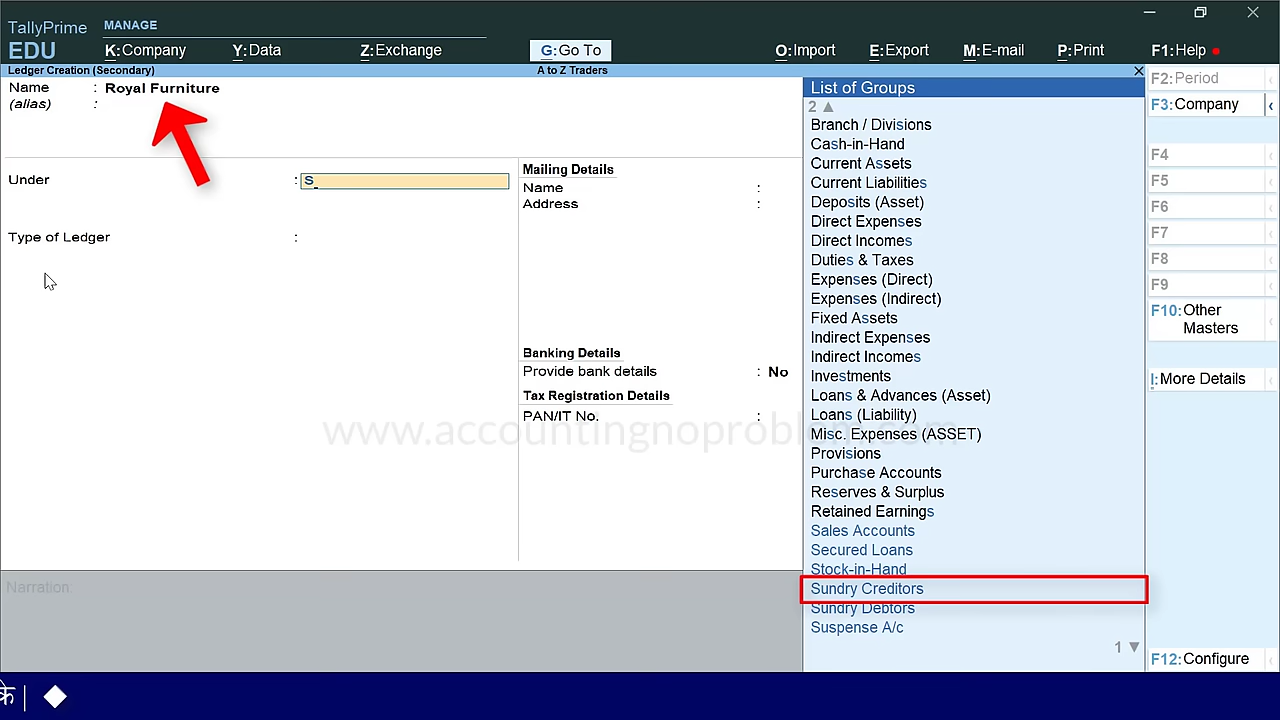 TallyPrime
EDU
MANAGE
K:Company Y:Data Z:Exchange G:Go To O:Import E:Export M:E-mail P:Print F1:Help
Ledger Creation (Secondary) A to Z Traders
Name : Royal Furniture
(alias) :
Under : S
Type of Ledger :
Mailing Details
Name :
Address :
Banking Details
Provide bank details : No
Tax Registration Details
PAN/IT No. :
www.accountingnoproblem.com
Narration
List of Groups
2
Branch / Divisions
Cash-in-Hand
Current Assets
Current Liabilities
Deposits (Asset)
Direct Expenses
Direct Incomes
Duties & Taxes
Expenses (Direct)
Expenses (Indirect)
Fixed Assets
Indirect Expenses
Indirect Incomes
Investments
Loans & Advances (Asset)
Loans (Liability)
Misc. Expenses (ASSET)
Provisions
Purchase Accounts
Reserves & Surplus
Retained Earnings
Sales Accounts
Secured Loans
Stock-in-Hand
Sundry Creditors
Sundry Debtors
Suspense A/c
1
F2:Period
F3:Company
F4
F5
F6
F7
F8
F9
F10:Other
Masters
I:More Details
F12:Configure